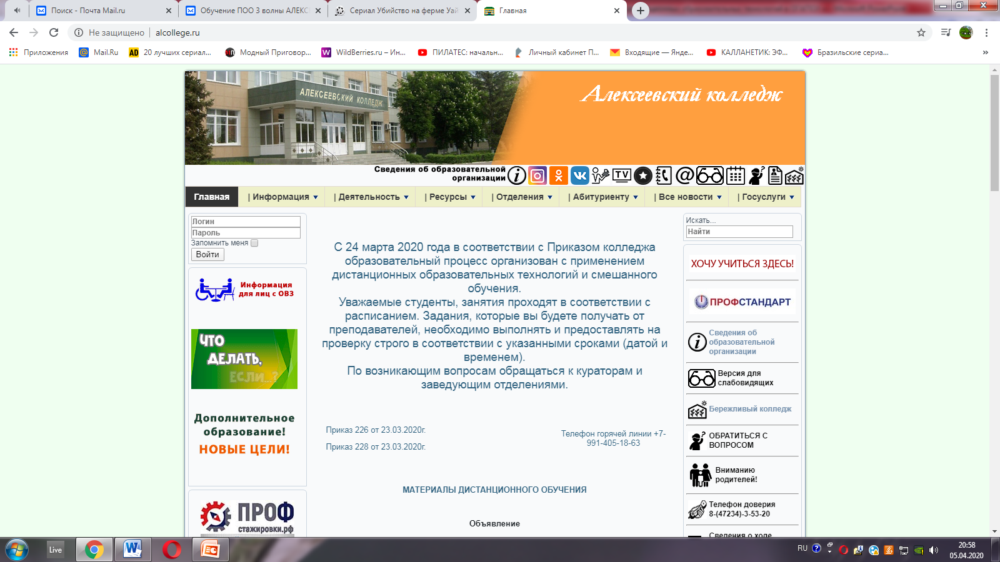 Поиск - Почта Mail.ru
Обучение ПОО 3 волны АЛЕКС
Сериал Убийство на ферме Уай
Главная
Не защищено
alcollege.ru
Приложения
Mail.Ru
20 лучших сериал...
Модный Приговор...
WildBerries.ru – Ин...
ПИЛАТЕС: начальн...
Личный кабинет П...
Входящие — Янде...
КАЛЛАНЕТИК: ЭФ...
Бразильские сериа...
»
АЛЕКСЕЕВСКИЙ КОЛЛЕДЖ
Алексеевский колледж
Сведения об образовательной
организации
TV
Главная
| Информация
| Деятельность
| Ресурсы
| Отделения
| Абитуриенту
| Все новости
| Госуслуги
Логин
Пароль
Запомнить меня
Войти
Информация
для лиц с ОВЗ
ЧТО
ДЕЛАТЬ,
ЕСЛИ...?
Дополнительное
образование!
НОВЫЕ ЦЕЛИ!
ПРОФ
стажировки.рф
С 24 марта 2020 года в соответствии с Приказом колледжа
образовательный процесс организован с применением
дистанционных образовательных технологий и смешанного
обучения.
Уважаемые студенты, занятия проходят в соответствии с
расписанием. Задания, которые вы будете получать от
преподавателей, необходимо выполнять и предоставлять на
проверку строго в соответствии с указанными сроками (датой и
временем).
По возникающим вопросам обращаться к кураторам и
заведующим отделениями.
Приказ 226 от 23.03.2020г.
Приказ 228 от 23.03.2020г.
Телефон горячей линии +7-
991-405-18-63
МАТЕРИАЛЫ ДИСТАНЦИОННОГО ОБУЧЕНИЯ
Объявление
Искать...
Найти
ХОЧУ УЧИТЬСЯ ЗДЕСЬ!
ПРОФСТАНДАРТ
Сведения об
образовательной
организации
Версия для
слабовидящих
Бережливый колледж
ОБРАТИТЬСЯ С
ВОПРОСОМ
Вниманию
родителей!
Телефон доверия
8-(47234)-3-53-20
Сведения о ходе
Live
RU
20:58
05.04.2020